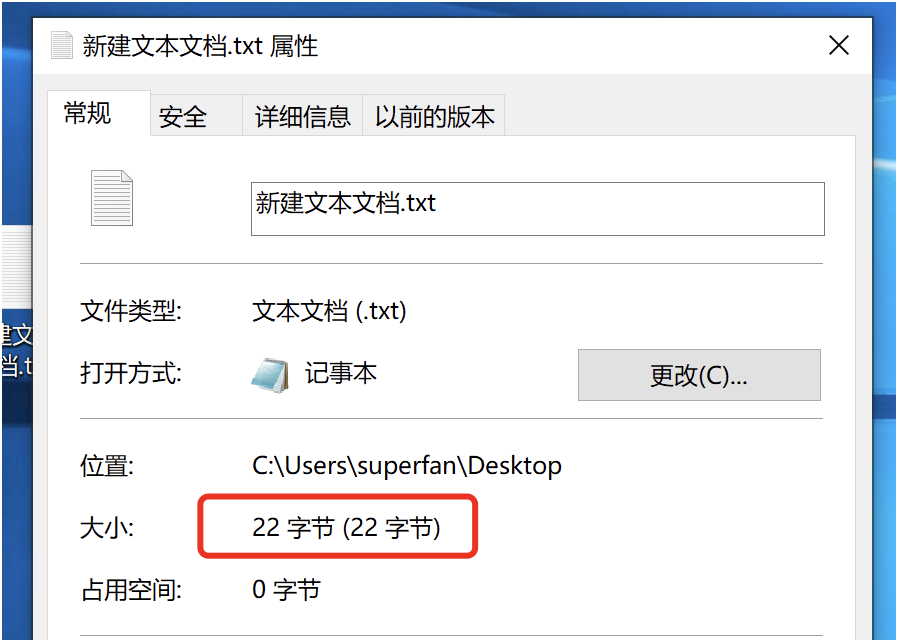 新建文本文档.txt 属性
常规 安全 详细信息 以前的版本
新建文本文档.txt
文件类型: 文本文档 (.txt)
打开方式: 记事本 更改(C)...
位置: C:\Users\superfan\Desktop
大小: 22 字节 (22 字节)
占用空间: 0 字节
建文
档.t